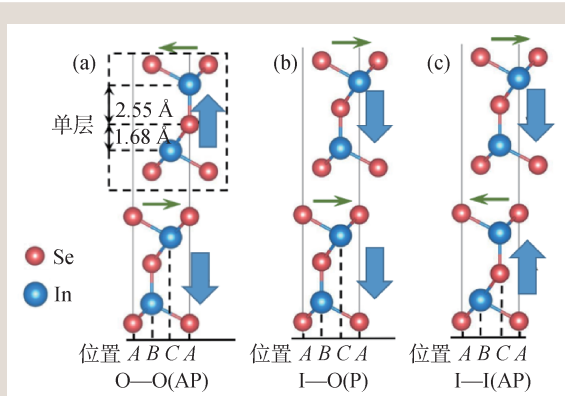 (a)
(b)
(c)
单层
2.55 Å
1.68 Å
Se
In
位置 A B C A
位置 A B C A
位置 A B C A
O—O(AP)
I—O(P)
I—I(AP)